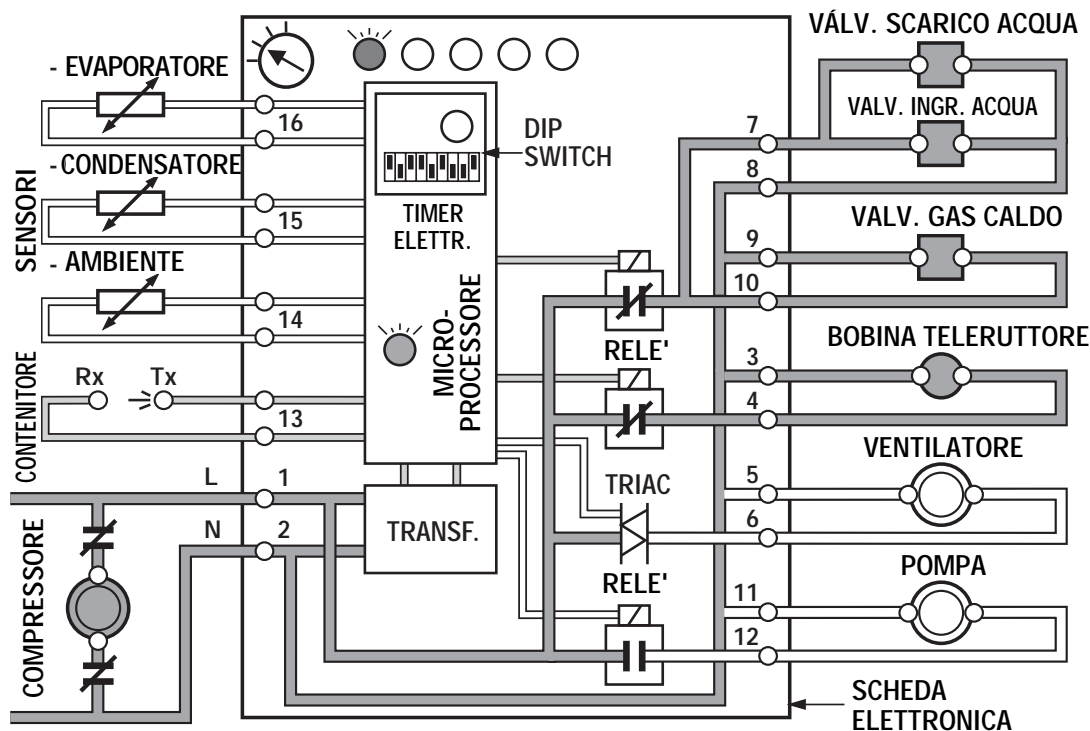 - EVAPORATORE
16
- CONDENSATORE
15
- AMBIENTE
14
SENSORI
Rx
Tx
13
CONTENITORE
L
1
N
2
COMPRESSORE
DIP
SWITCH
TIMER
ELETTR.
MICRO-
PROCESSORE
TRANSF.
RELE'
TRIAC
RELE'
VÁLV. SCARICO ACQUA
VALV. INGR. ACQUA
7
8
VALV. GAS CALDO
9
10
BOBINA TELERUTTORE
3
4
VENTILATORE
5
6
POMPA
11
12
SCHEDA
ELETTRONICA